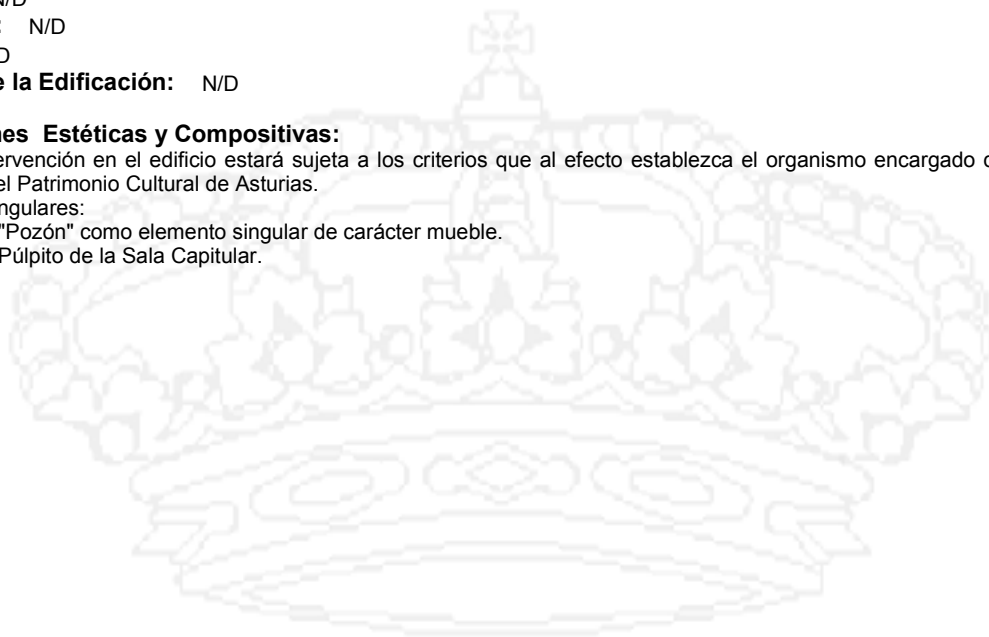 N/D
: N/D
D
e la Edificación: N/D
nes Estéticas y Compositivas:
ervención en el edificio estará sujeta a los criterios que al efecto establezca el organismo encargado
el Patrimonio Cultural de Asturias.
ngulares:
"Pozón" como elemento singular de carácter mueble.
Púlpito de la Sala Capitular.